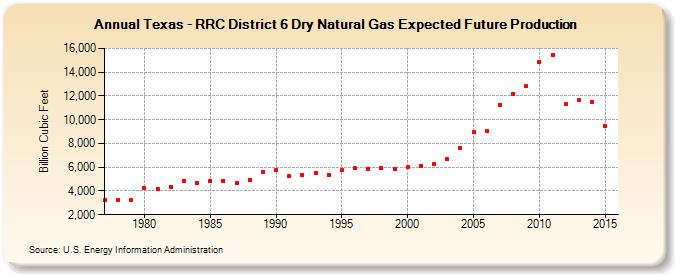 Annual Texas - RRC District 6 Dry Natural Gas Expected Future Production
Billion Cubic Feet
16,000
14,000
12,000
10,000
8,000
6,000
4,000
2,000
1980 1985 1990 1995 2000 2005 2010 2015
Source: U.S. Energy Information Administration